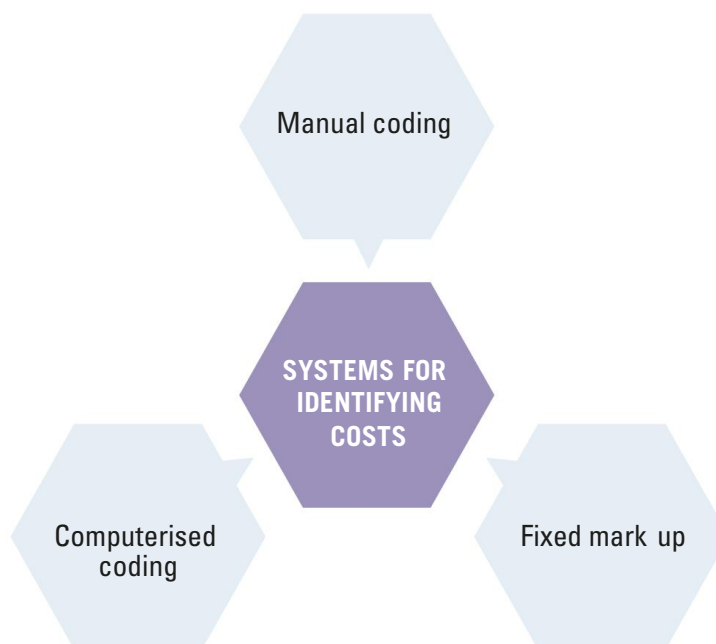 Manual coding
SYSTEMS FOR
IDENTIFYING
COSTS
Computerised
coding
Fixed mark up